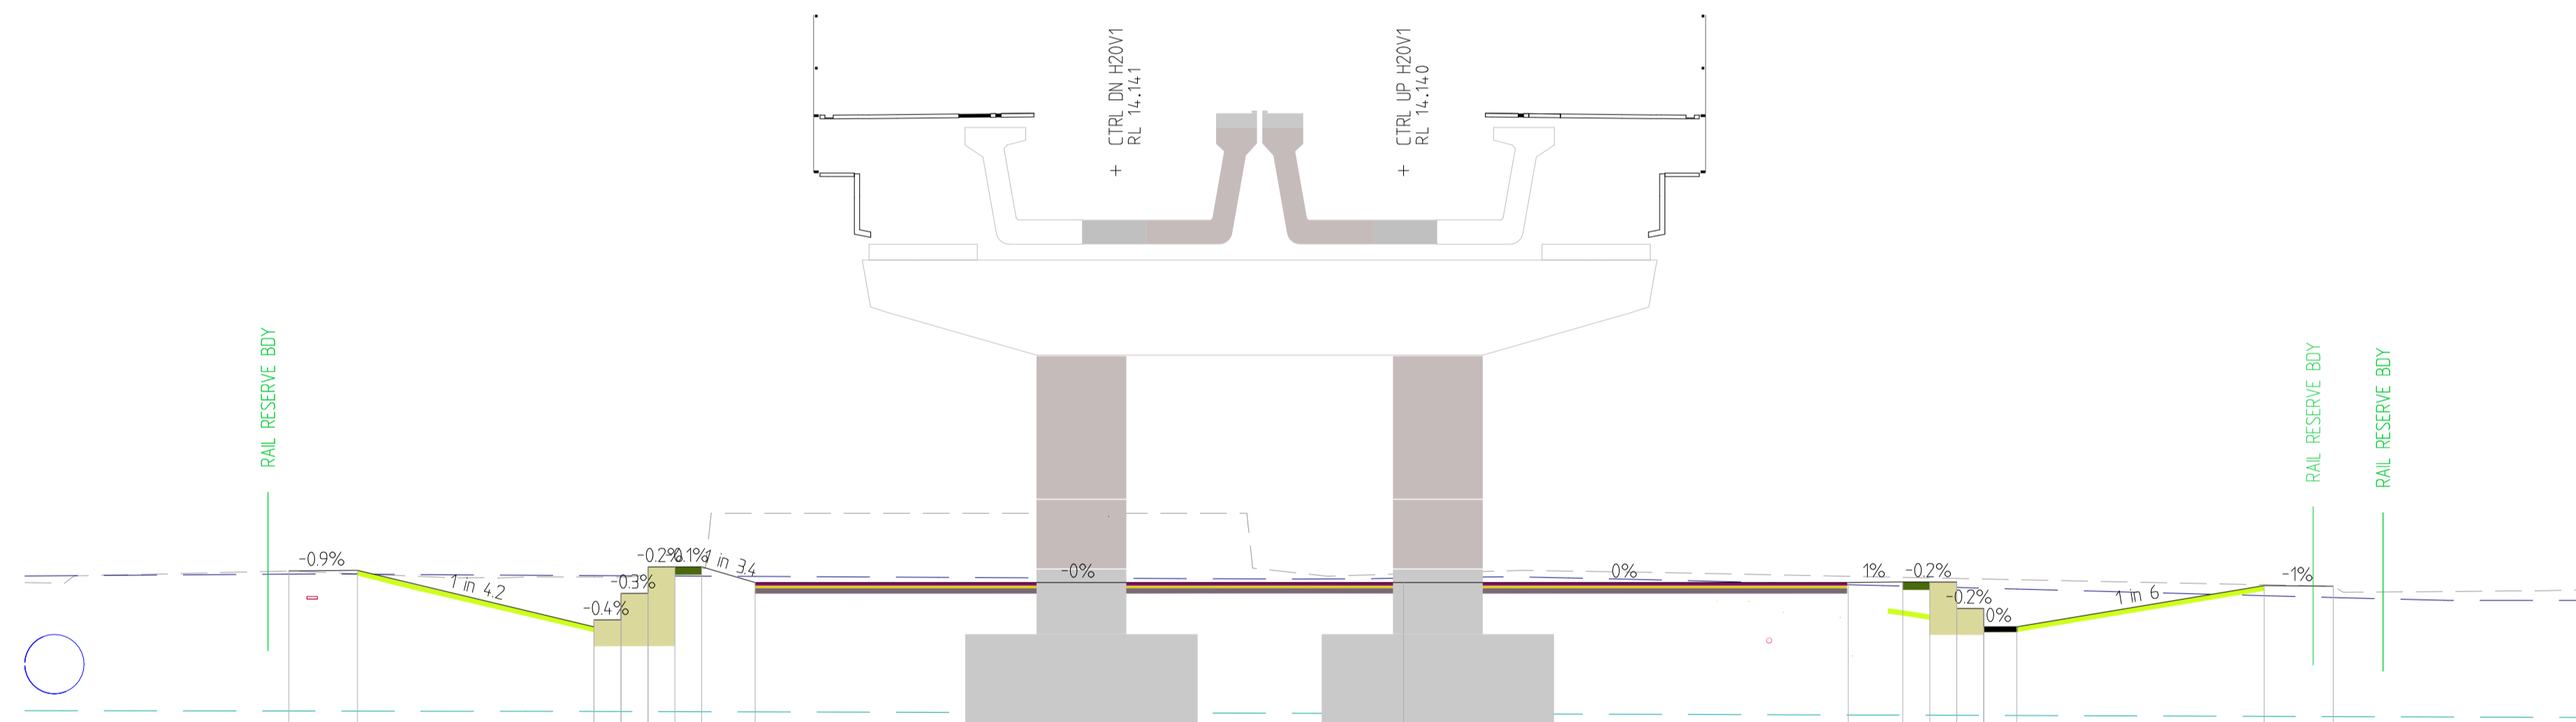 CTRL DN H20V1
RL 14.141
CTRL UP H20V1
RL 14.140
RAIL RESERVE BDY
RAIL RESERVE BDY
RAIL RESERVE BDY
-0.9%
1 in 4.2
-0.4%
-0.3%
-0.2%
-0.1%
1 in 3.4
-0%
0%
1%
-0.2%
-0.2%
0%
1 in 6
-1%